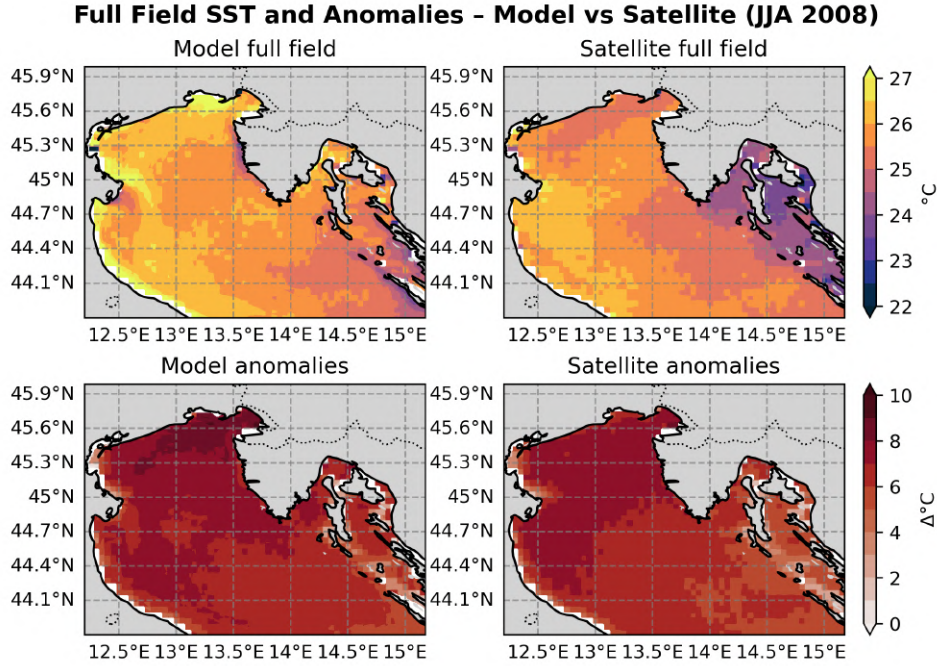 Full Field SST and Anomalies – Model vs Satellite (JJA 2008)
Model full field
Satellite full field
45.9°N
45.6°N
45.3°N
45°N
44.7°N
44.4°N
44.1°N
12.5°E 13°E 13.5°E 14°E 14.5°E 15°E
45.9°N
45.6°N
45.3°N
45°N
44.7°N
44.4°N
44.1°N
12.5°E 13°E 13.5°E 14°E 14.5°E 15°E
27
26
25
24
23
22
°C
Model anomalies
Satellite anomalies
45.9°N
45.6°N
45.3°N
45°N
44.7°N
44.4°N
44.1°N
12.5°E 13°E 13.5°E 14°E 14.5°E 15°E
45.9°N
45.6°N
45.3°N
45°N
44.7°N
44.4°N
44.1°N
12.5°E 13°E 13.5°E 14°E 14.5°E 15°E
10
8
6
4
2
0
Δ°C